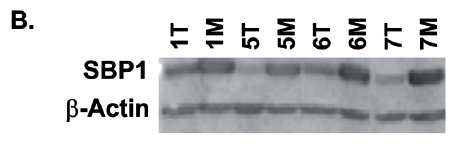 B.
1T 1M 5T 5M 6T 6M 7T 7M
SBP1
β-Actin